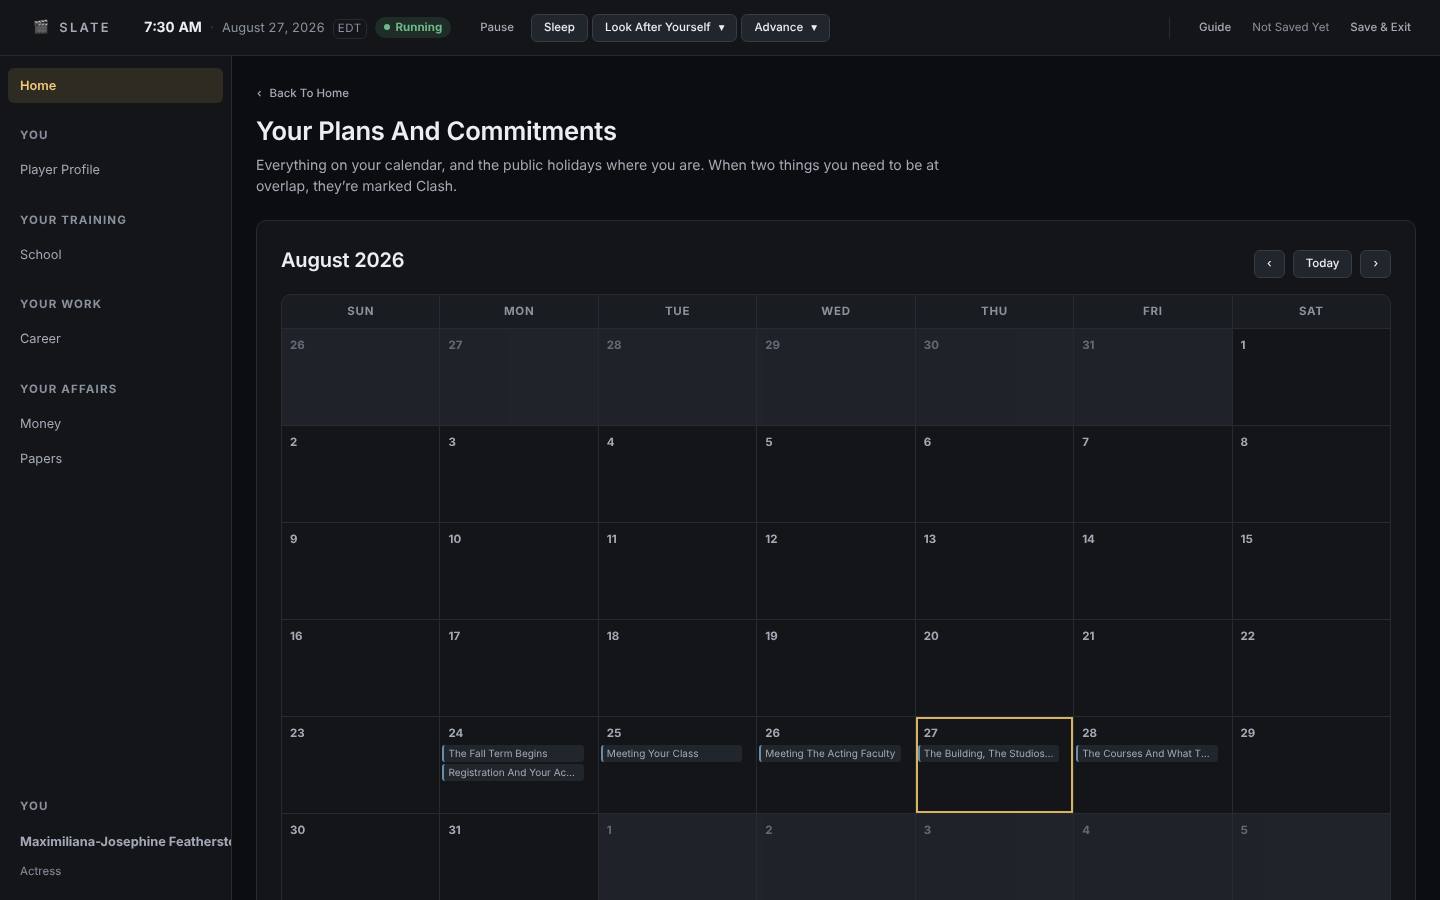 SLATE
7:30 AM · August 27, 2026 EDT Running
Pause
Sleep
Look After Yourself ▾
Advance ▾
Guide
Not Saved Yet
Save & Exit
Home
YOU
Player Profile
YOUR TRAINING
School
YOUR WORK
Career
YOUR AFFAIRS
Money
Papers
YOU
Maximiliana-Josephine Featherst
Actress
‹ Back To Home
Your Plans And Commitments
Everything on your calendar, and the public holidays where you are. When two things you need to be at
overlap, they’re marked Clash.
August 2026
‹ Today ›
SUN MON TUE WED THU FRI SAT
26 27 28 29 30 31 1
2 3 4 5 6 7 8
9 10 11 12 13 14 15
16 17 18 19 20 21 22
23 24 25 26 27 28 29
The Fall Term Begins
Meeting Your Class
Meeting The Acting Faculty
The Building, The Studios...
The Courses And What T...
Registration And Your Ac...
30 31 1 2 3 4 5